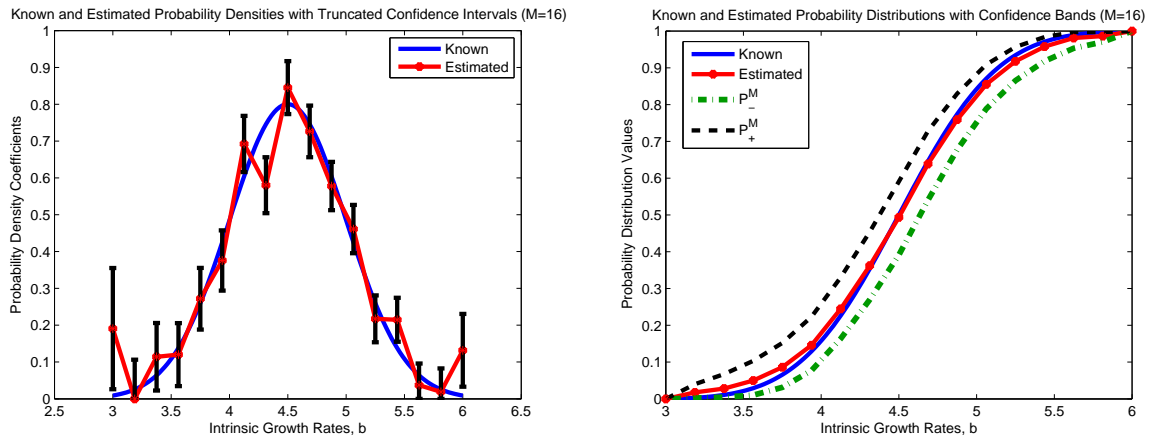 Known and Estimated Probability Densities with Truncated Confidence Intervals (M=16)
Probability Density Coefficients
1
0.9
0.8
0.7
0.6
0.5
0.4
0.3
0.2
0.1
0
2.5 3 3.5 4 4.5 5 5.5 6 6.5
Intrinsic Growth Rates, b
Known
Estimated
Known and Estimated Probability Distributions with Confidence Bands (M=16)
Probability Distribution Values
1
0.9
0.8
0.7
0.6
0.5
0.4
0.3
0.2
0.1
0
3 3.5 4 4.5 5 5.5 6
Intrinsic Growth Rates, b
Known
Estimated
P_-^M
P_+^M